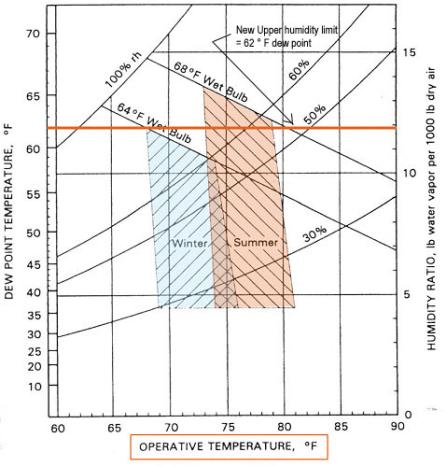 New Upper humidity limit
= 62 ° F dew point
100% rh
68°F Wet Bulb
60%
64°F Wet Bulb
50%
30%
Winter
Summer
DEW POINT TEMPERATURE, °F
70
65
60
55
50
45
40
35
30
25
20
10
HUMIDITY RATIO, lb water vapor per 1000 lb dry air
15
10
5
0
60
65
70
75
80
85
90
OPERATIVE TEMPERATURE, °F